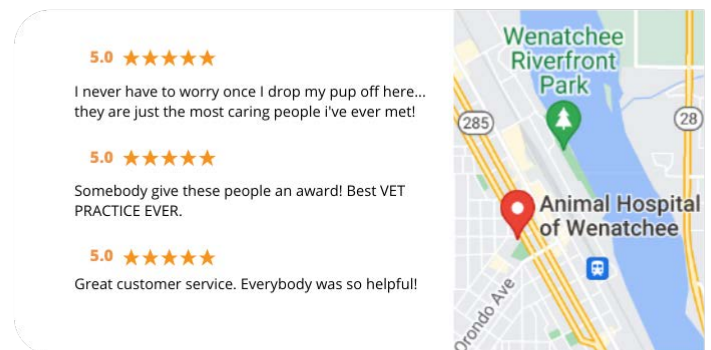 5.0
I never have to worry once I drop my pup off here...
they are just the most caring people i've ever met!
5.0
Somebody give these people an award! Best VET
PRACTICE EVER.
5.0
Great customer service. Everybody was so helpful!
Wenatchee
Riverfront
Park
285
28
Animal Hospital
of Wenatchee
Orondo Ave